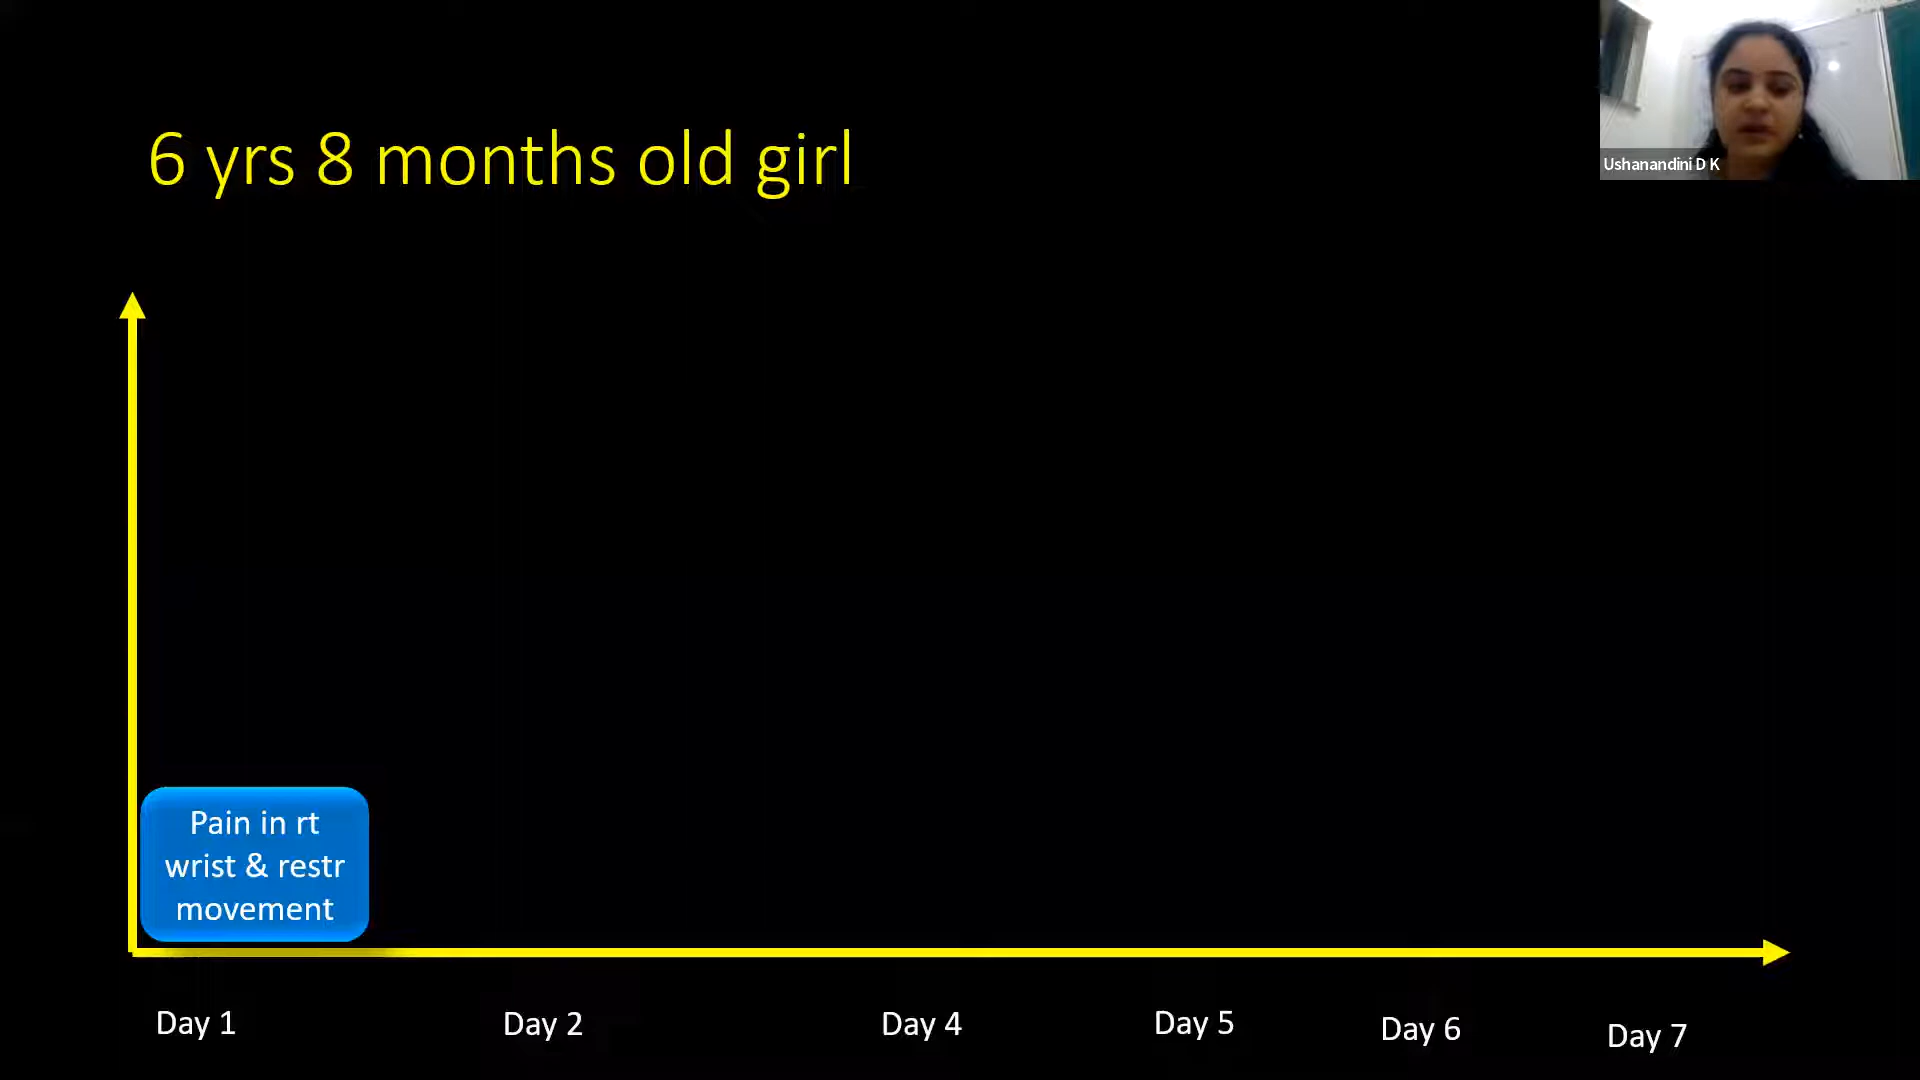 6 yrs 8 months old girl
Ushanandini D K
Pain in rt
wrist & restr
movement
Day 1
Day 2
Day 4
Day 5
Day 6
Day 7